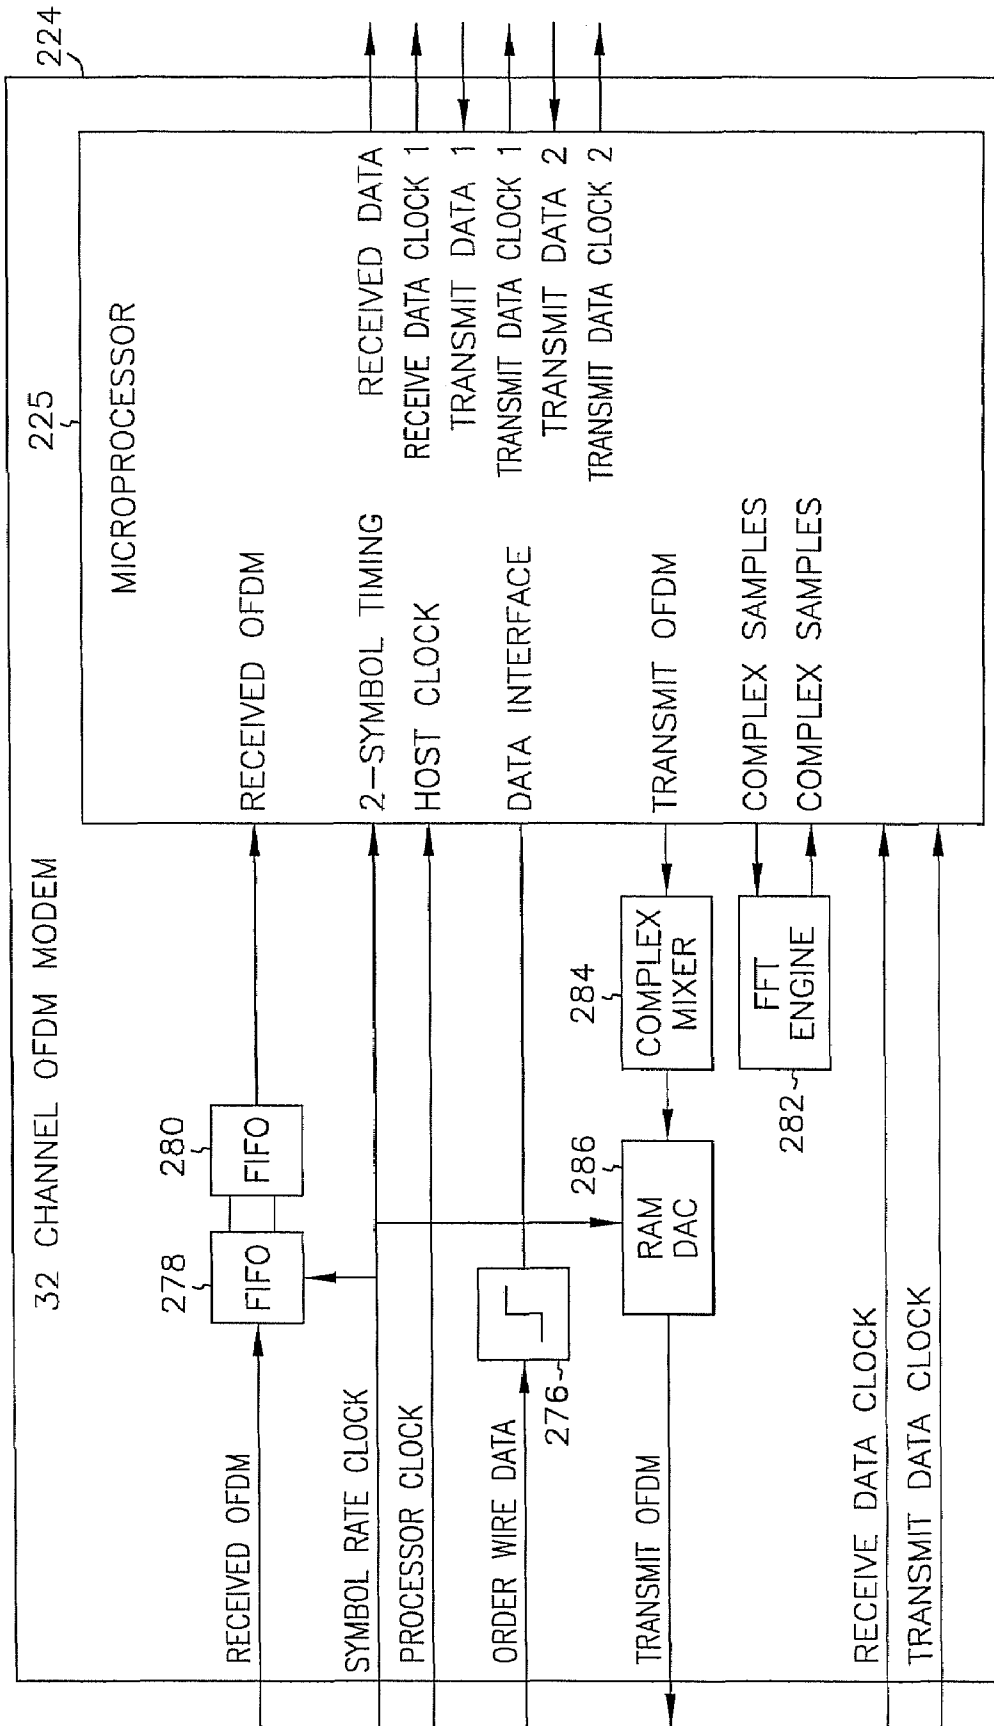 32 CHANNEL OFDM MODEM
224
225
MICROPROCESSOR
RECEIVED OFDM
278
FIFO
280
FIFO
RECEIVED OFDM
SYMBOL RATE CLOCK
2-SYMBOL TIMING
PROCESSOR CLOCK
HOST CLOCK
ORDER WIRE DATA
276
DATA INTERFACE
TRANSMIT OFDM
286
RAM
DAC
284
COMPLEX
MIXER
TRANSMIT OFDM
282
FFT
ENGINE
COMPLEX SAMPLES
COMPLEX SAMPLES
RECEIVE DATA CLOCK
TRANSMIT DATA CLOCK
RECEIVED DATA
RECEIVE DATA CLOCK 1
TRANSMIT DATA 1
TRANSMIT DATA CLOCK 1
TRANSMIT DATA 2
TRANSMIT DATA CLOCK 2